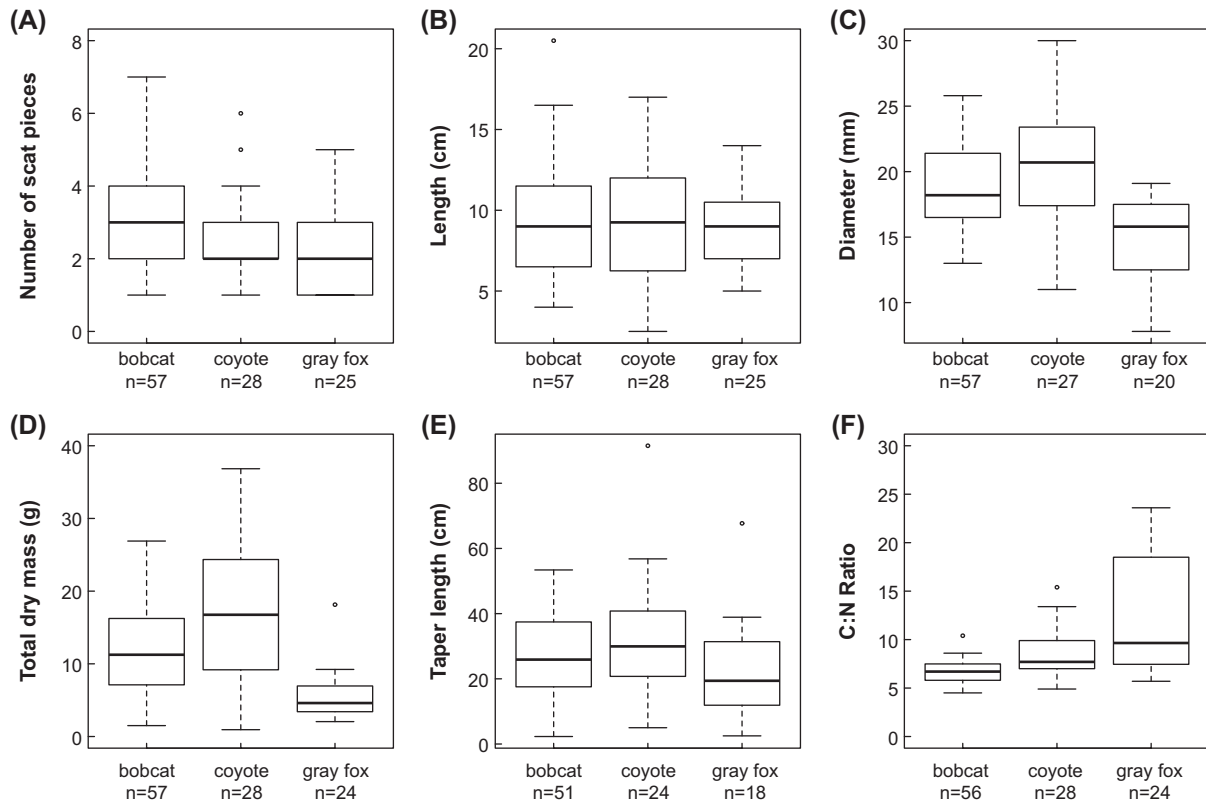 (A)
Number of scat pieces
8
6
4
2
0
bobcat coyote gray fox
n=57 n=28 n=25
(B)
Length (cm)
20
15
10
5
bobcat coyote gray fox
n=57 n=28 n=25
(C)
Diameter (mm)
30
25
20
15
10
bobcat coyote gray fox
n=57 n=27 n=20
(D)
Total dry mass (g)
40
30
20
10
0
bobcat coyote gray fox
n=57 n=28 n=24
(E)
Taper length (cm)
80
60
40
20
0
bobcat coyote gray fox
n=51 n=24 n=18
(F)
C:N Ratio
30
25
20
15
10
5
0
bobcat coyote gray fox
n=56 n=28 n=24